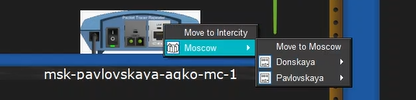 Move to Intercity
Moscow
Move to Moscow
Donskaya
Pavlovskaya
msk-pavlovskaya-agko-mc-1